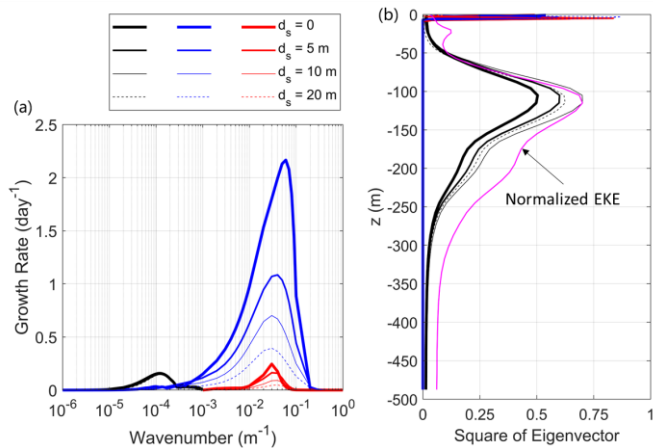 d_s = 0
d_s = 5 m
d_s = 10 m
d_s = 20 m
(a)
2.5
2
1.5
1
0.5
0
Growth Rate (day⁻¹)
10⁻⁶ 10⁻⁵ 10⁻⁴ 10⁻³ 10⁻² 10⁻¹ 10⁰
Wavenumber (m⁻¹)
(b)
0
-50
-100
-150
-200
-250
-300
-350
-400
-450
-500
z (m)
Normalized EKE
0 0.25 0.5 0.75 1
Square of Eigenvector